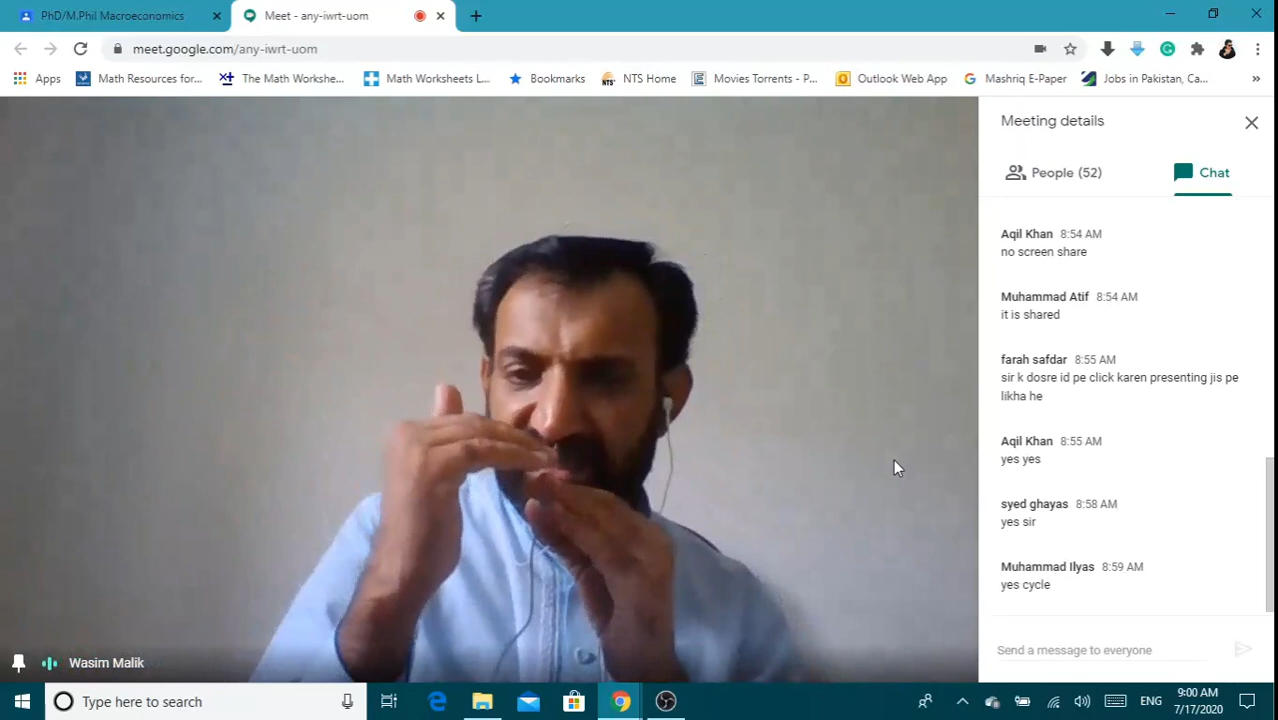 PhD/M.Phil Macroeconomics
Meet - any-iwrt-uom
meet.google.com/any-iwrt-uom
Apps
Math Resources for...
The Math Workshe...
Math Worksheets L...
Bookmarks
NTS Home
Movies Torrents - P...
Outlook Web App
Mashriq E-Paper
Jobs in Pakistan, Ca...
Meeting details
People (52)
Chat
Aqil Khan 8:54 AM
no screen share
Muhammad Atif 8:54 AM
it is shared
farah safdar 8:55 AM
sir k dosre id pe click karen presenting jis pe
likha he
Aqil Khan 8:55 AM
yes yes
syed ghayas 8:58 AM
yes sir
Muhammad Ilyas 8:59 AM
yes cycle
Send a message to everyone
Wasim Malik
Type here to search
ENG
9:00 AM
7/17/2020